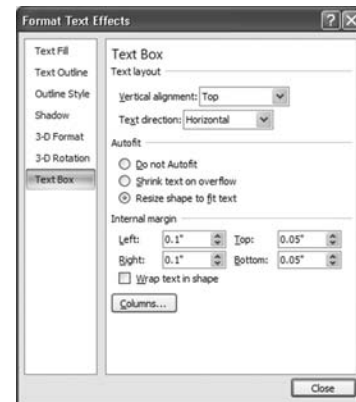 Format Text Effects
Text Fill
Text Outline
Outline Style
Shadow
3-D Format
3-D Rotation
Text Box
Text Box
Text layout
Vertical alignment: Top
Text direction: Horizontal
Autofit
Do not Autofit
Shrink text on overflow
Resize shape to fit text
Internal margin
Left: 0.1" Top: 0.05"
Right: 0.1" Bottom: 0.05"
Wrap text in shape
Columns...
Close